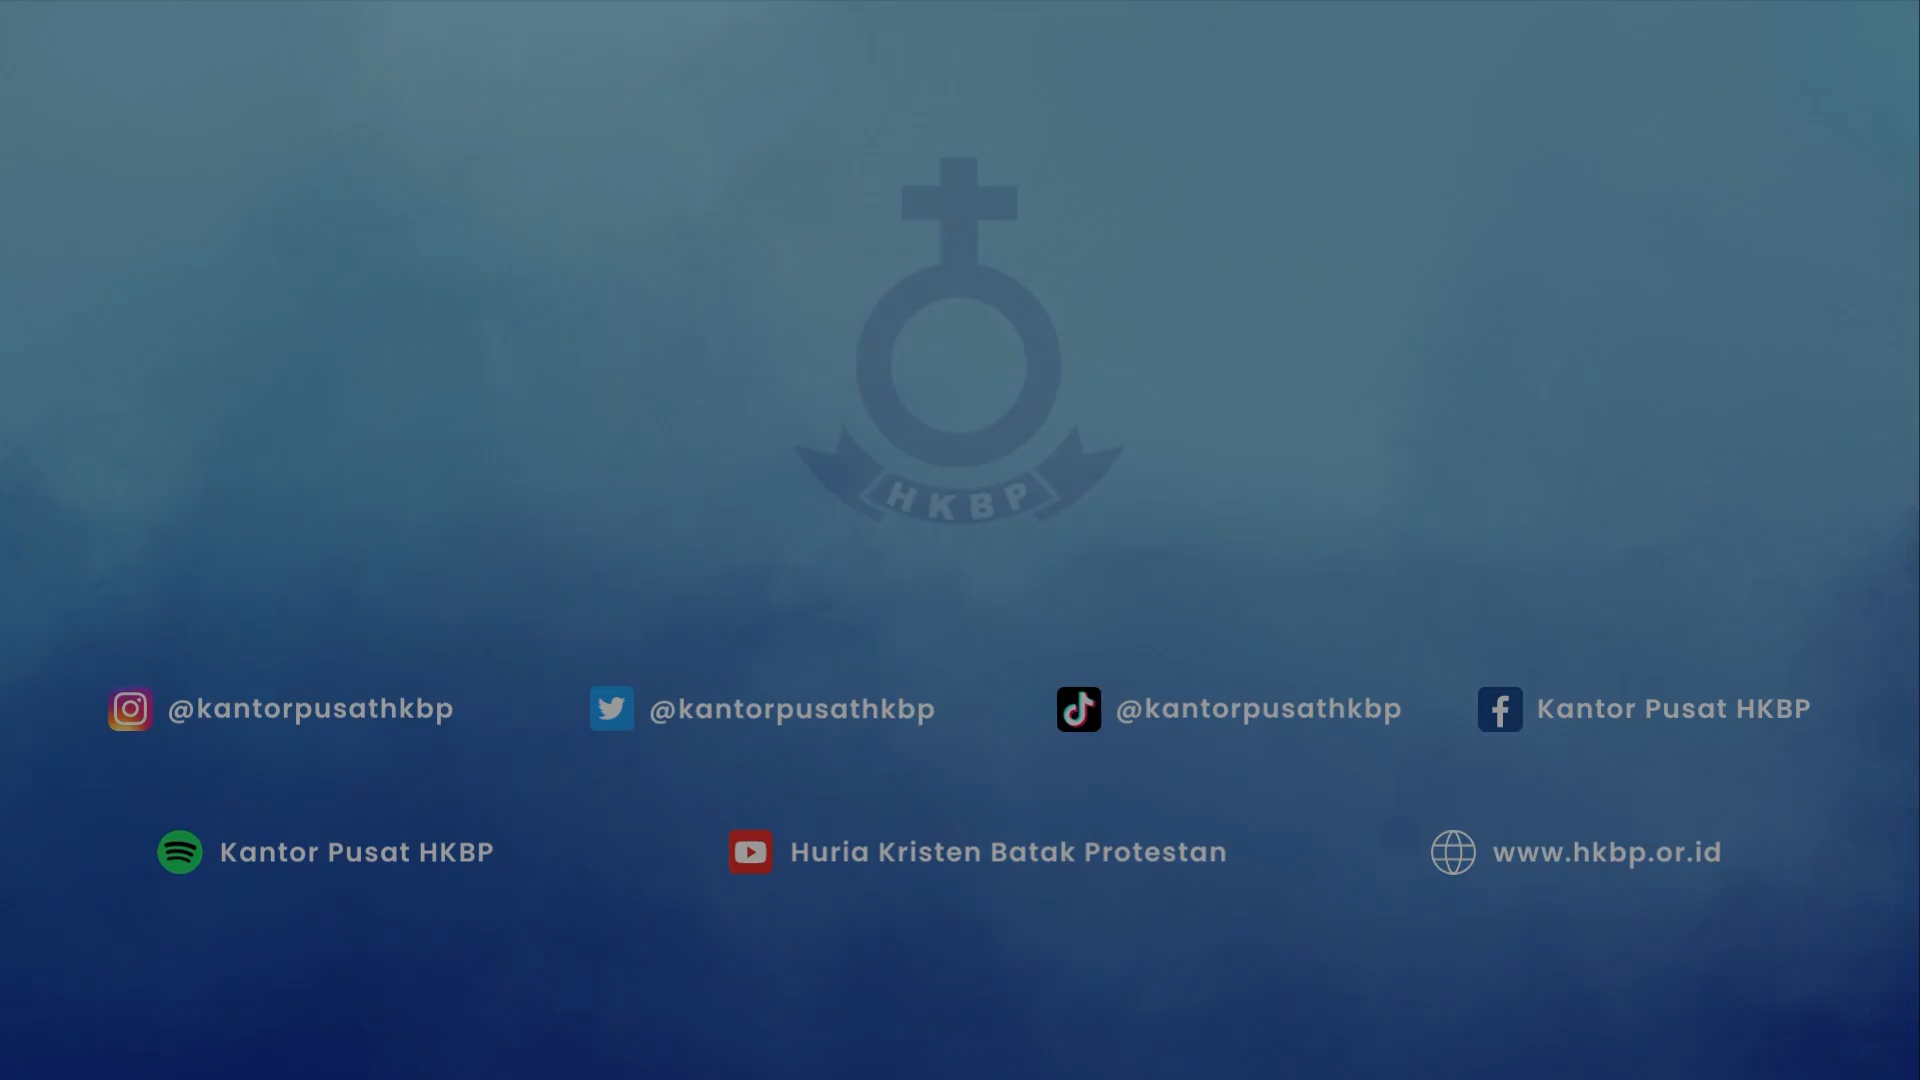 HKBP
@kantorpusathkbp
@kantorpusathkbp
@kantorpusathkbp
Kantor Pusat HKBP
Kantor Pusat HKBP
Huria Kristen Batak Protestan
www.hkbp.or.id